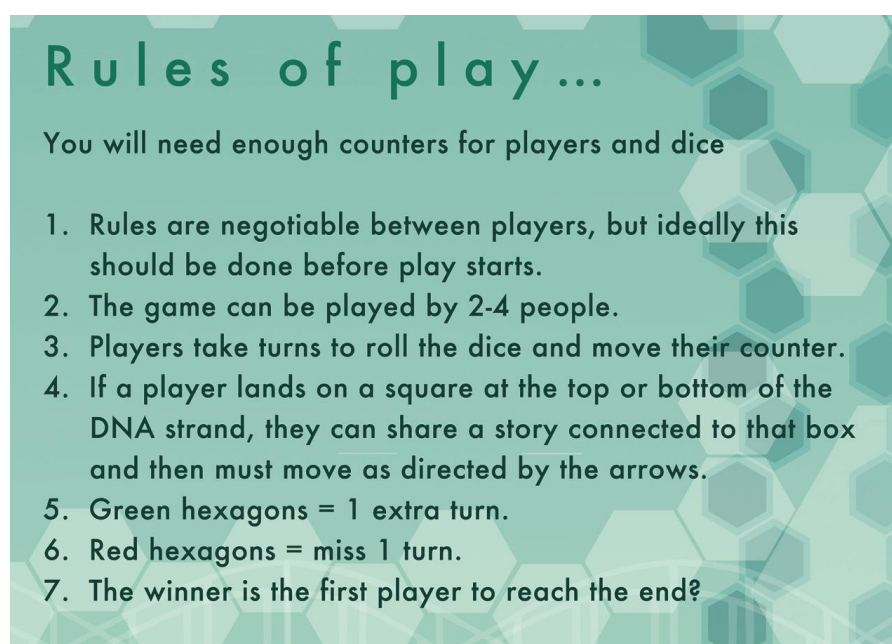 Rules of play...
You will need enough counters for players and dice
1. Rules are negotiable between players, but ideally this
should be done before play starts.
2. The game can be played by 2-4 people.
3. Players take turns to roll the dice and move their counter.
4. If a player lands on a square at the top or bottom of the
DNA strand, they can share a story connected to that box
and then must move as directed by the arrows.
5. Green hexagons = 1 extra turn.
6. Red hexagons = miss 1 turn.
7. The winner is the first player to reach the end?